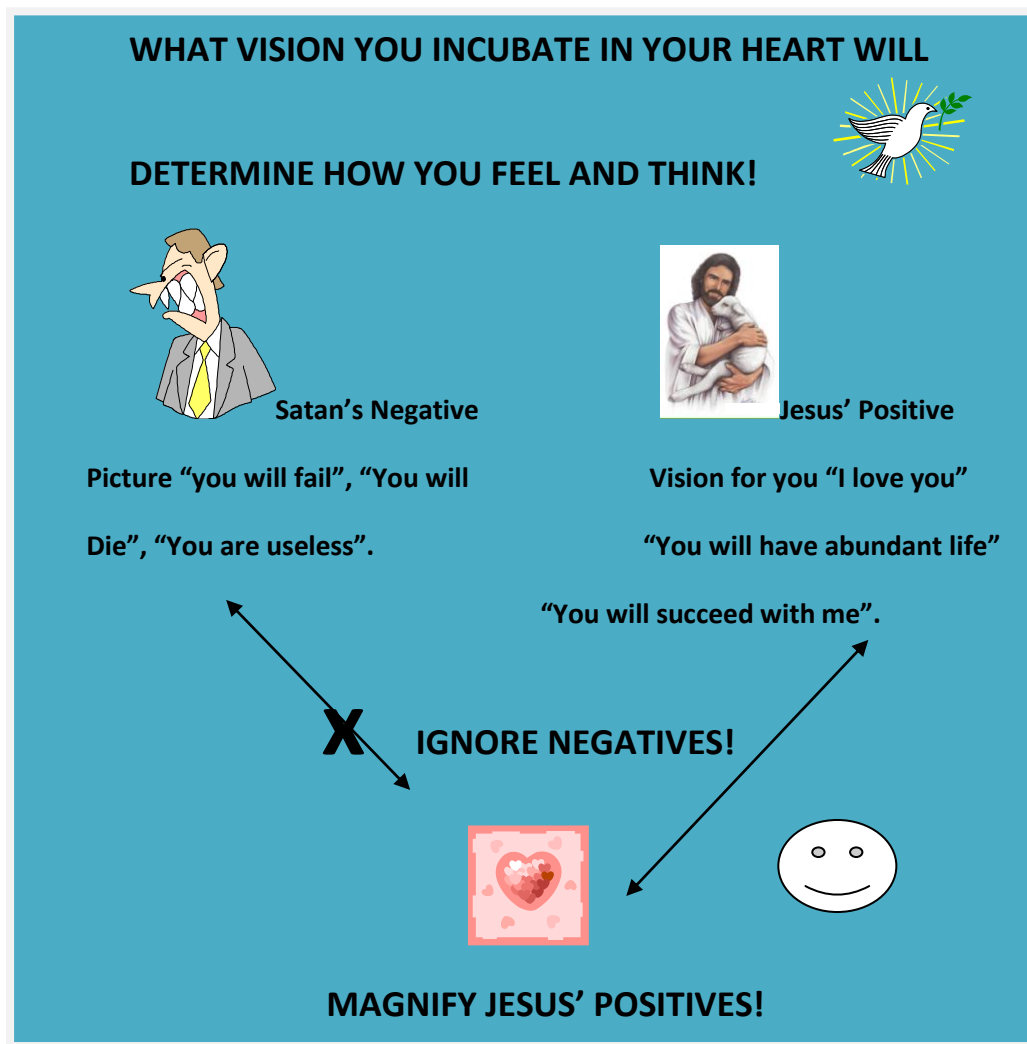 WHAT VISION YOU INCUBATE IN YOUR HEART WILL
DETERMINE HOW YOU FEEL AND THINK!
Satan’s Negative
Picture “you will fail”, “You will
Die”, “You are useless”.
Jesus’ Positive
Vision for you “I love you”
“You will have abundant life”
“You will succeed with me”.
X IGNORE NEGATIVES!
MAGNIFY JESUS’ POSITIVES!